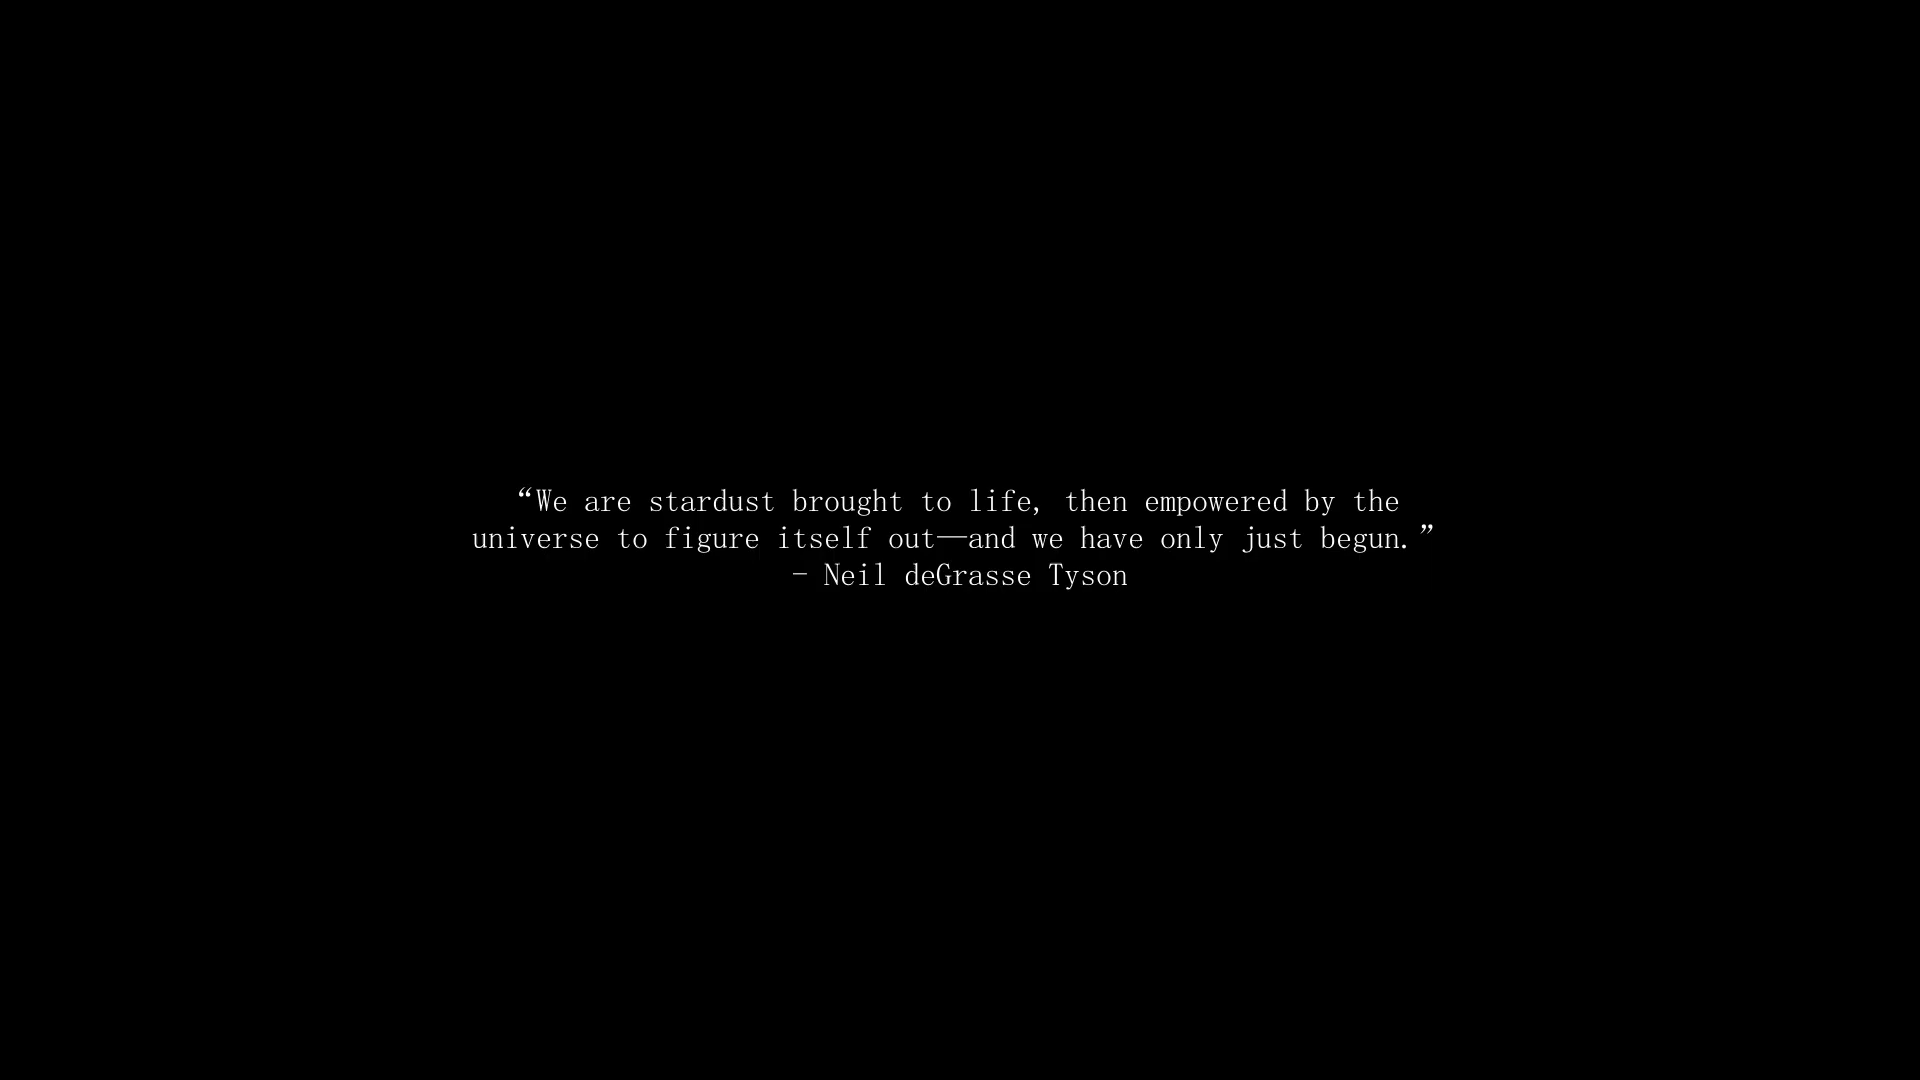 “We are stardust brought to life, then empowered by the
universe to figure itself out—and we have only just begun.”
- Neil deGrasse Tyson